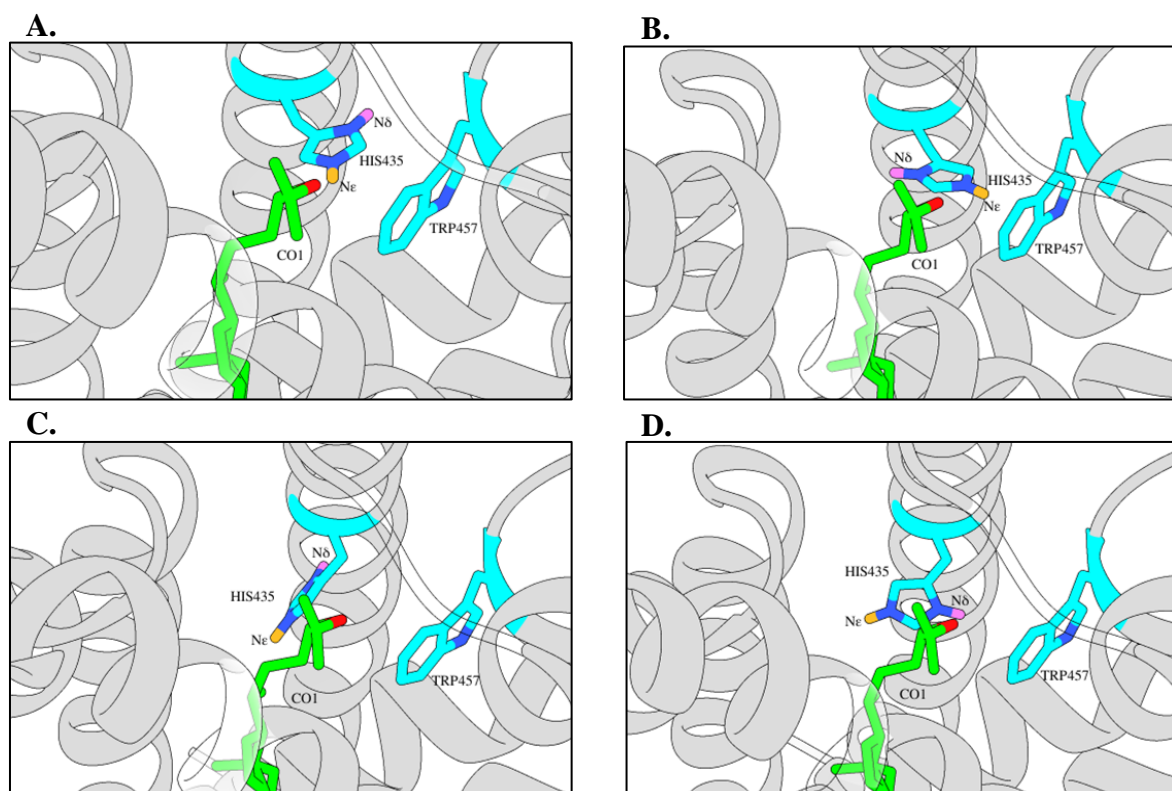 A.
Nδ
HIS435
Nε
TRP457
CO1
B.
Nδ
HIS435
Nε
TRP457
CO1
C.
Nδ
HIS435
Nε
TRP457
CO1
D.
HIS435
Nδ
Nε
TRP457
CO1